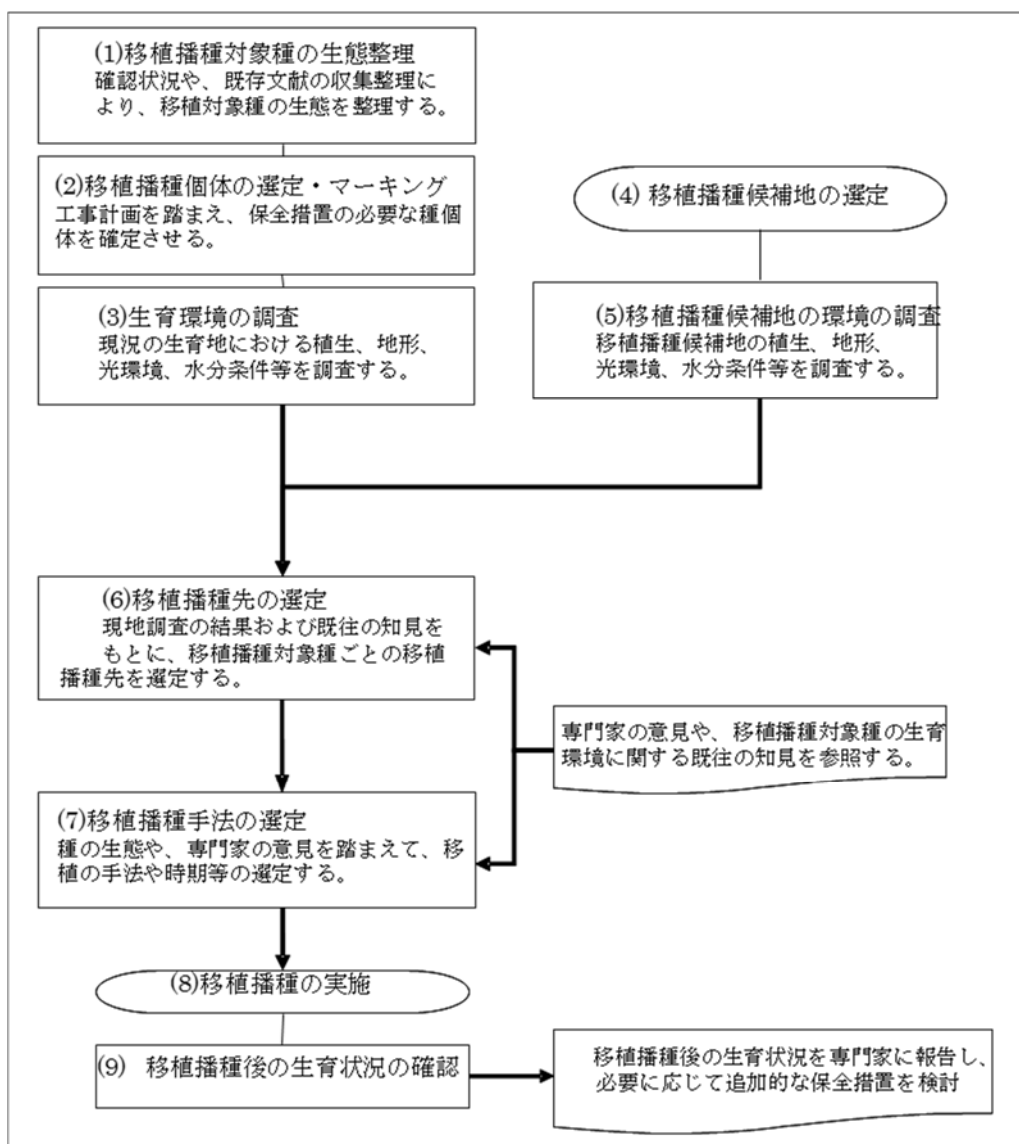 (1)移植播種対象種の生態整理
確認状況や、既存文献の収集整理に
より、移植対象種の生態を整理する。
(2)移植播種個体の選定・マーキング
工事計画を踏まえ、保全措置の必要な種個
体を確定させる。
(3)生育環境の調査
現況の生育地における植生、地形、
光環境、水分条件等を調査する。
(4) 移植播種候補地の選定
(5)移植播種候補地の環境の調査
移植播種候補地の植生、地形、
光環境、水分条件等を調査する。
(6)移植播種先の選定
現地調査の結果および既往の知見を
もとに、移植播種対象種ごとの移植
播種先を選定する。
専門家の意見や、移植播種対象種の生育
環境に関する既往の知見を参照する。
(7)移植播種手法の選定
種の生態や、専門家の意見を踏まえて、移
植の手法や時期等の選定する。
(8)移植播種の実施
(9) 移植播種後の生育状況の確認
移植播種後の生育状況を専門家に報告し、
必要に応じて追加的な保全措置を検討